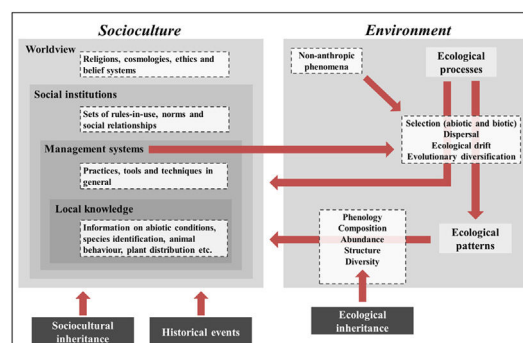 Socioculture
Worldview
Religions, cosmologies, ethics and
belief systems
Social institutions
Sets of rules-in-use, norms and
social relationships
Management systems
Practices, tools and techniques in
general
Local knowledge
Information on abiotic conditions,
species identification, animal
behaviour, plant distribution etc.
Sociocultural
inheritance
Historical events
Environment
Non-anthropic
phenomena
Ecological
processes
Selection (abiotic and biotic)
Dispersal
Ecological drift
Evolutionary diversification
Phenology
Composition
Abundance
Structure
Diversity
Ecological
patterns
Ecological
inheritance